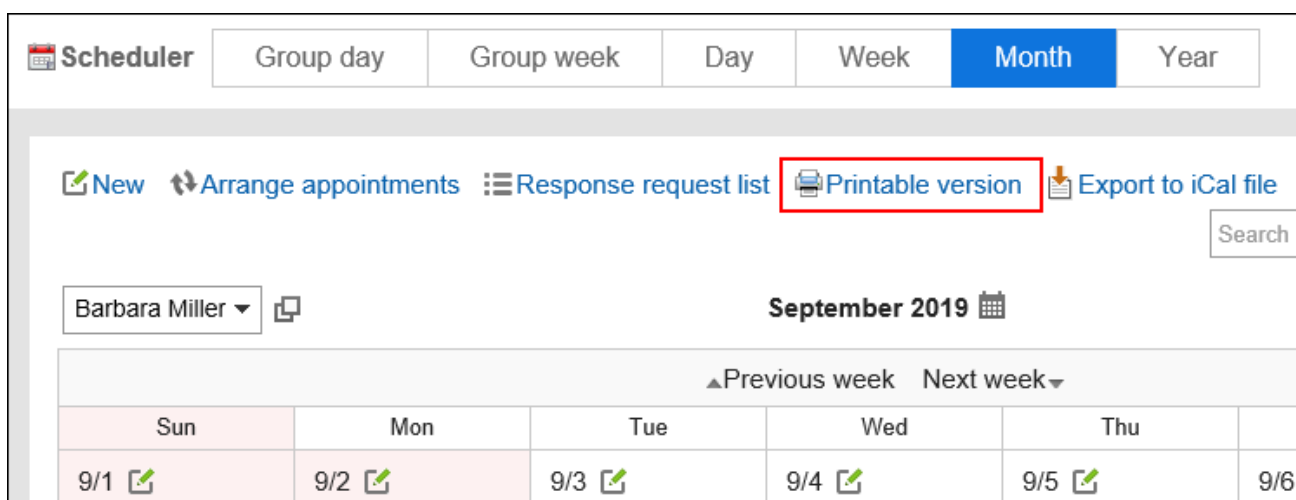 Scheduler Group day Group week Day Week Month Year
New Arrange appointments Response request list Printable version Export to iCal file
Search
Barbara Miller September 2019
Previous week Next week
Sun Mon Tue Wed Thu
9/1 9/2 9/3 9/4 9/5 9/6